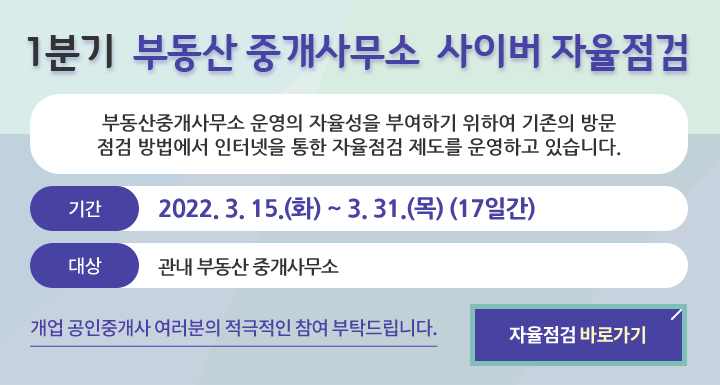 1분기 부동산 중개사무소 사이버 자율점검
부동산중개사무소 운영의 자율성을 부여하기 위하여 기존의 방문
점검 방법에서 인터넷을 통한 자율점검 제도를 운영하고 있습니다.
기간 2022. 3. 15.(화) ~ 3. 31.(목) (17일간)
대상 관내 부동산 중개사무소
개업 공인중개사 여러분의 적극적인 참여 부탁드립니다.
자율점검 바로가기